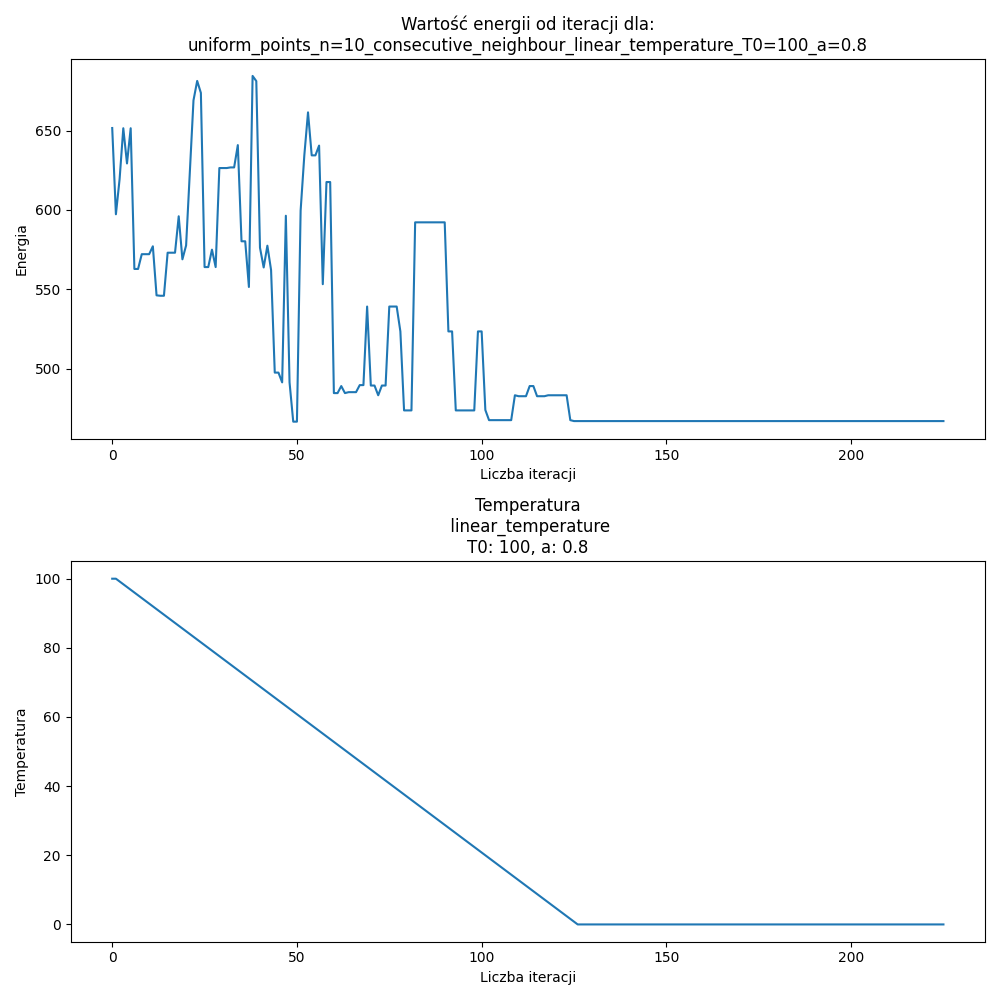 Wartość energii od iteracji dla:
uniform_points_n=10_consecutive_neighbour_linear_temperature_T0=100_a=0.8
Energia
650
600
550
500
0 50 100 150 200
Liczba iteracji
Temperatura
linear_temperature
T0: 100, a: 0.8
Temperatura
100
80
60
40
20
0
0 50 100 150 200
Liczba iteracji